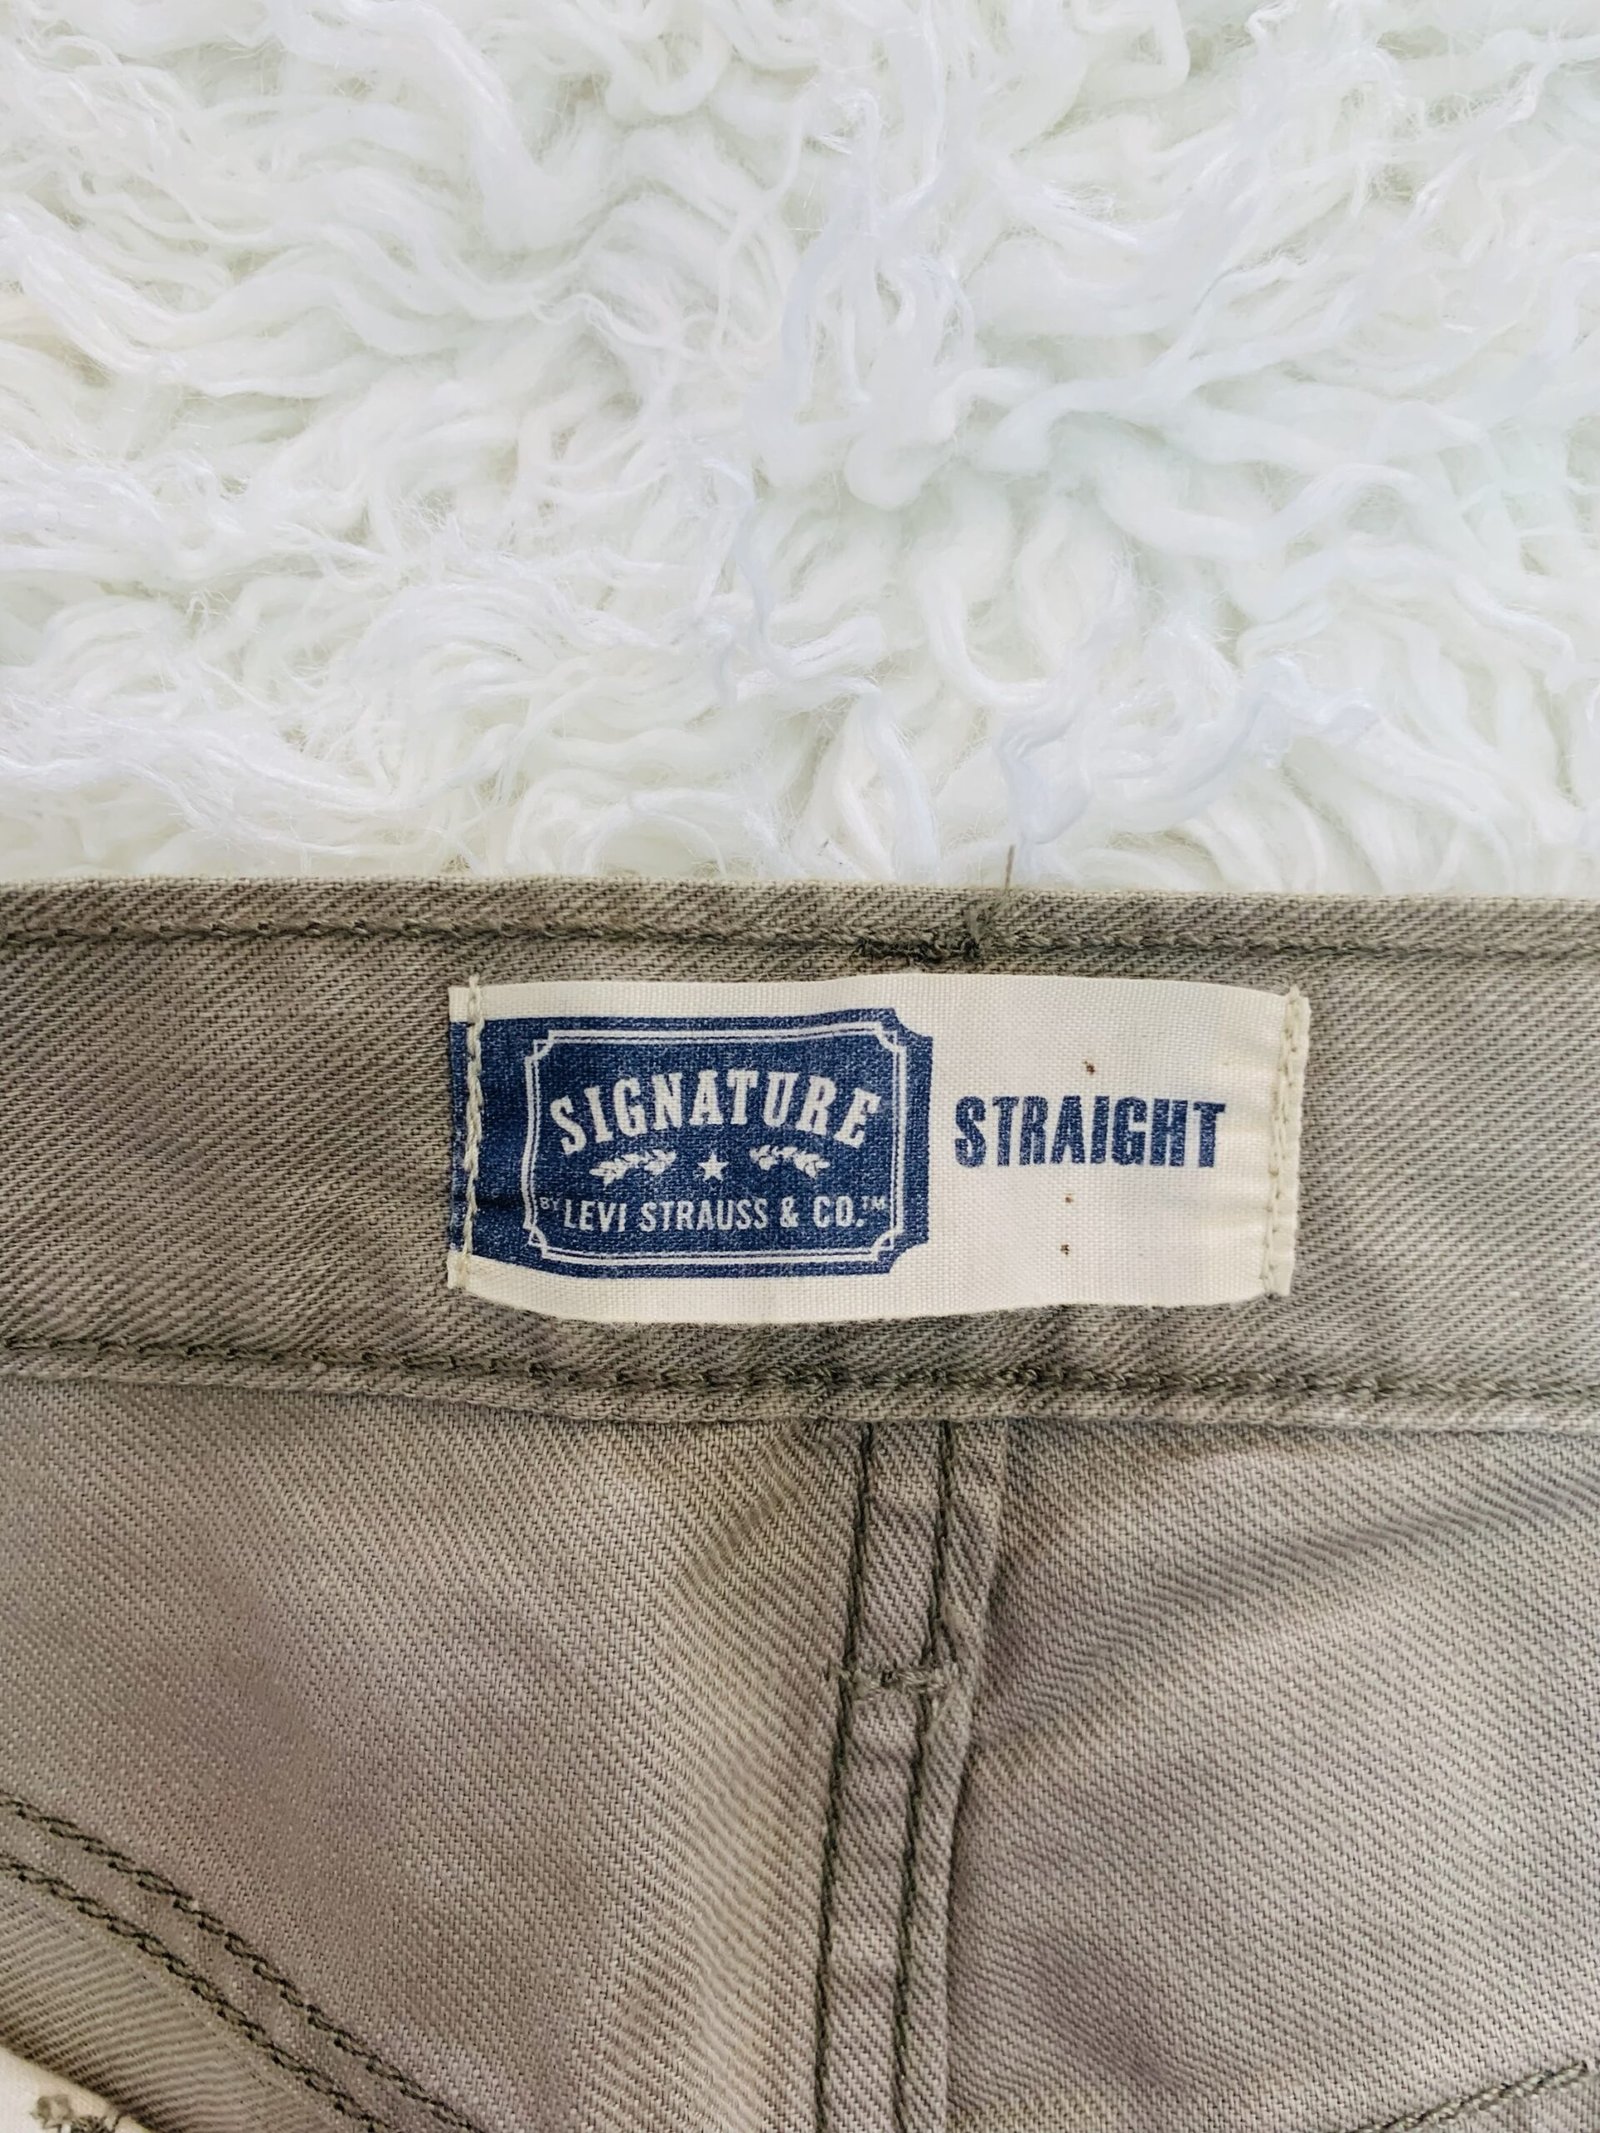 SIGNATURE
BY LEVI STRAUSS & CO.™
STRAIGHT